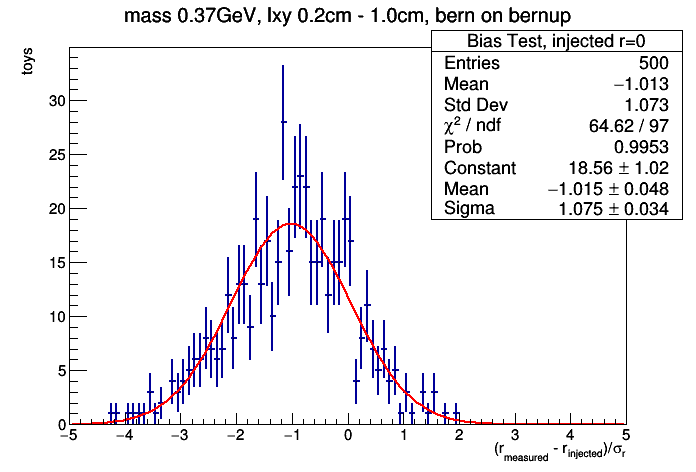 mass 0.37GeV, lxy 0.2cm - 1.0cm, bern on bernup
Bias Test, injected r=0
Entries 500
Mean −1.013
Std Dev 1.073
χ² / ndf 64.62 / 97
Prob 0.9953
Constant 18.56 ± 1.02
Mean −1.015 ± 0.048
Sigma 1.075 ± 0.034
toys
30
25
20
15
10
5
0
−5 −4 −3 −2 −1 0 1 2 3 4 5
(r_measured - r_injected)/σ_r